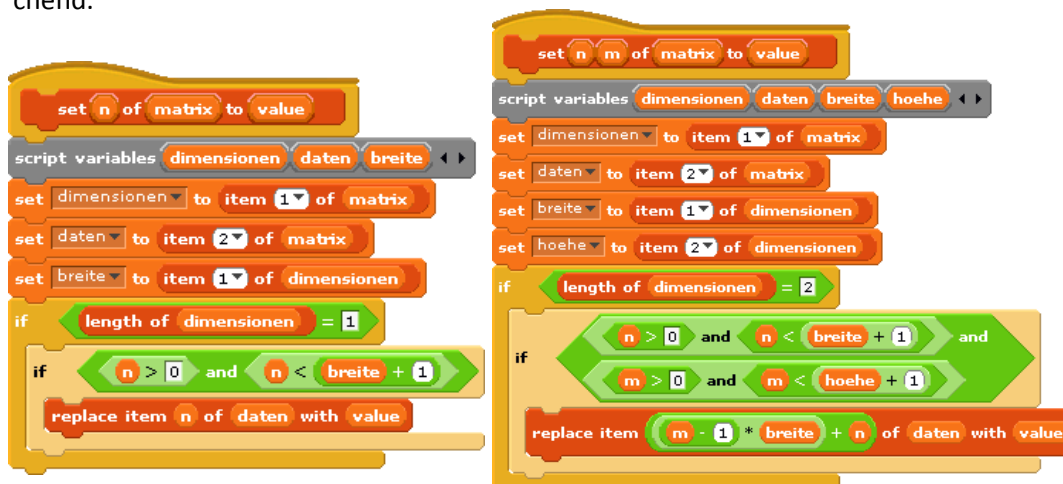 chend.
set n of matrix to value
script variables dimensionen daten breite
set dimensionen to item 1 of matrix
set daten to item 2 of matrix
set breite to item 1 of dimensionen
if length of dimensionen = 1
if n > 0 and n < breite + 1
replace item n of daten with value
set n m of matrix to value
script variables dimensionen daten breite hoehe
set dimensionen to item 1 of matrix
set daten to item 2 of matrix
set breite to item 1 of dimensionen
set hoehe to item 2 of dimensionen
if length of dimensionen = 2
if n > 0 and n < breite + 1 and
m > 0 and m < hoehe + 1
replace item m - 1 * breite + n of daten with value